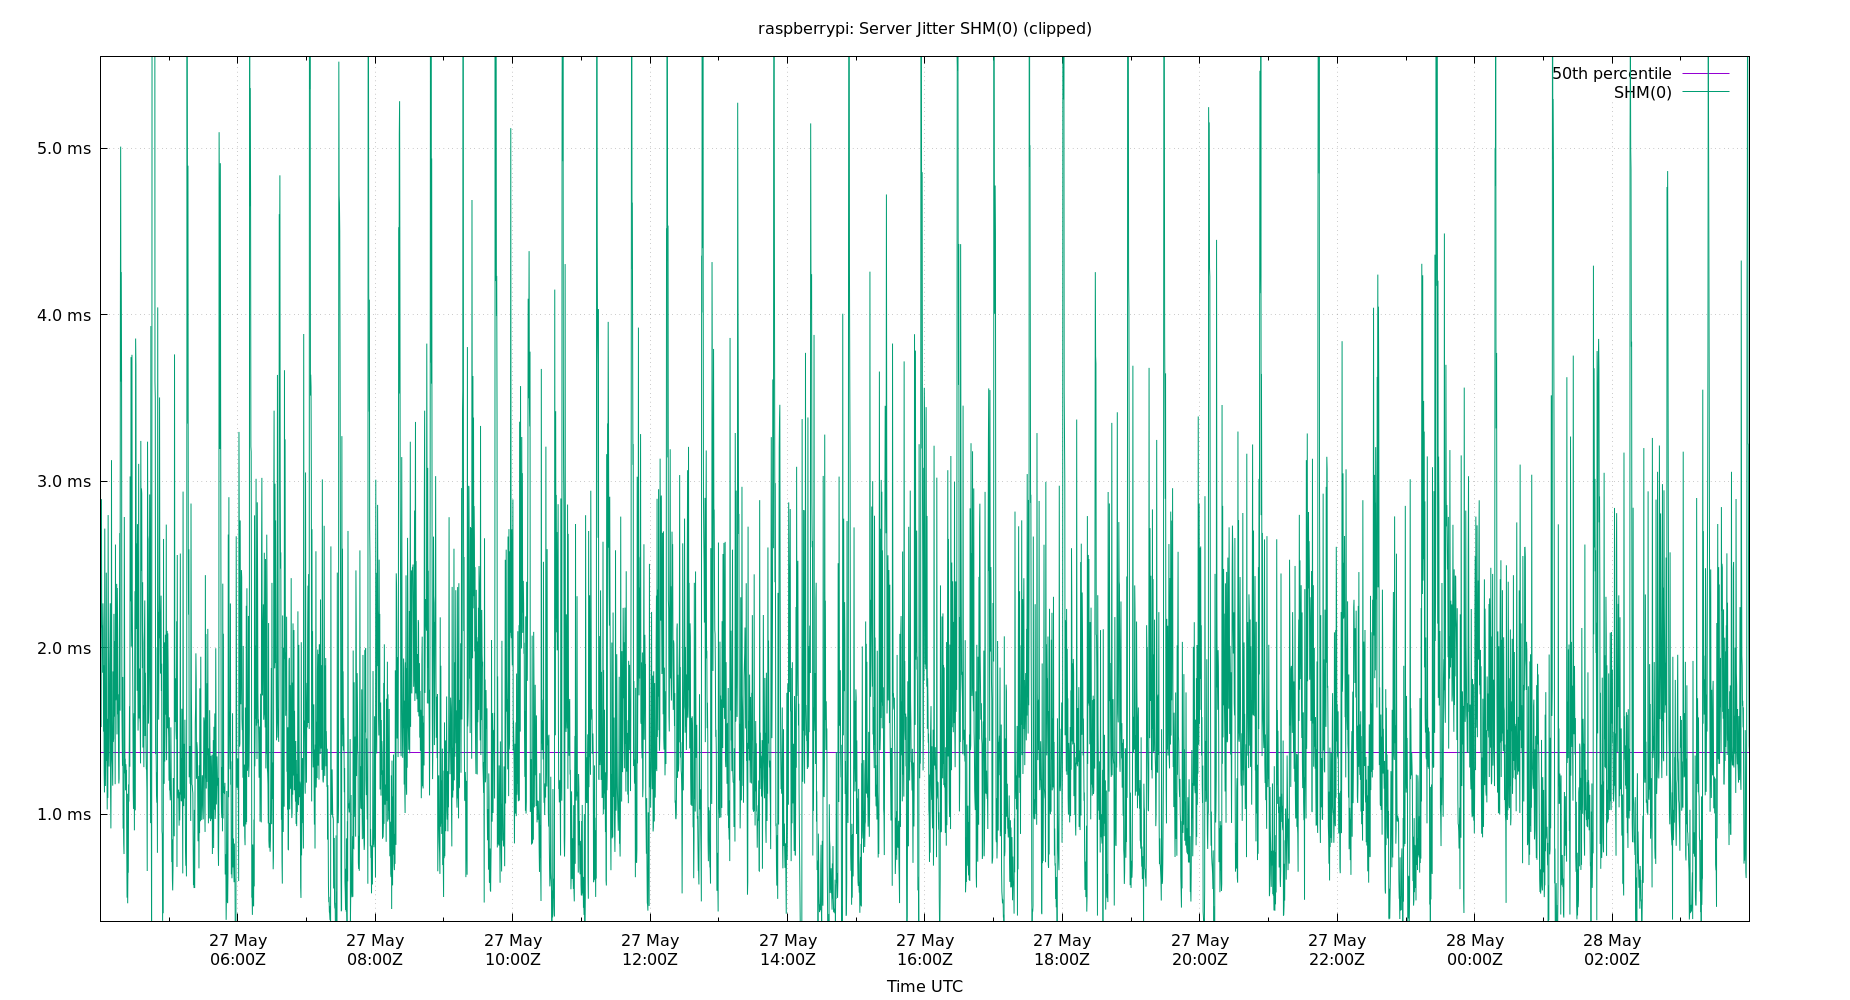 raspberrypi: Server Jitter SHM(0) (clipped)
50th percentile
SHM(0)
5.0 ms
4.0 ms
3.0 ms
2.0 ms
1.0 ms
27 May 27 May 27 May 27 May 27 May 27 May 27 May 27 May 27 May 28 May 28 May
06:00Z 08:00Z 10:00Z 12:00Z 14:00Z 16:00Z 18:00Z 20:00Z 22:00Z 00:00Z 02:00Z
Time UTC